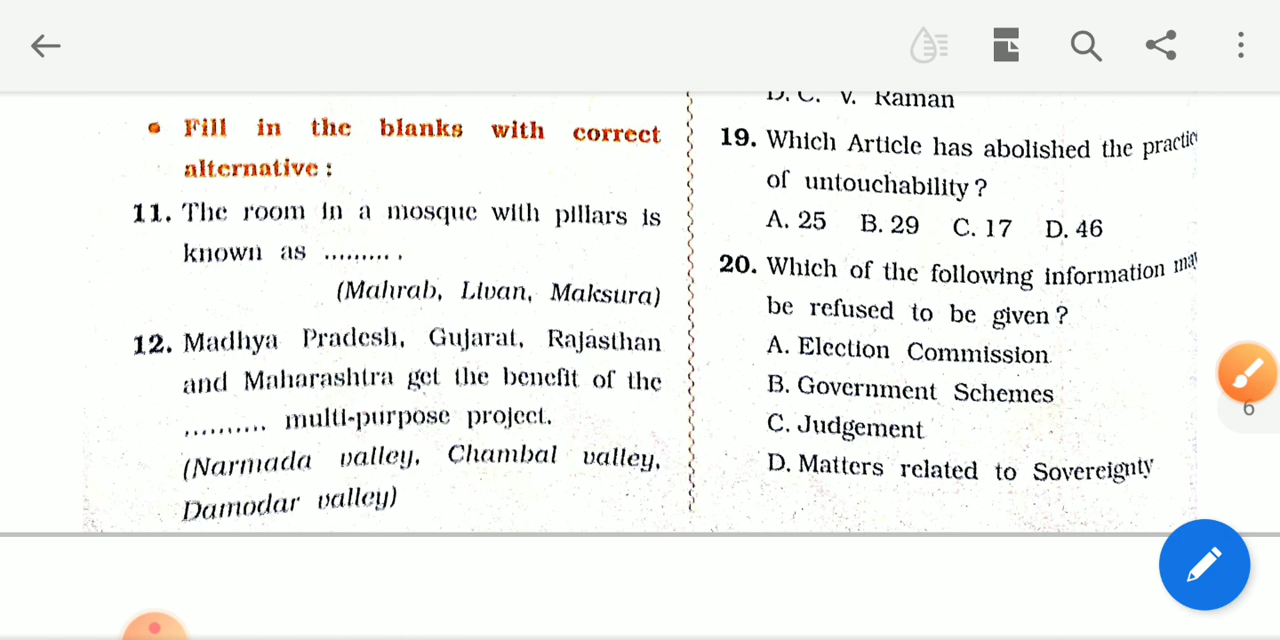 • Fill in the blanks with correct
alternative :
11. The room in a mosque with pillars is
known as ......... .
(Mahrab, Livan, Maksura)
12. Madhya Pradesh, Gujarat, Rajasthan
and Maharashtra get the benefit of the
.......... multi-purpose project.
(Narmada valley, Chambal valley,
Damodar valley)
D. C. V. Raman
19. Which Article has abolished the practic
of untouchability ?
A. 25 B. 29 C. 17 D. 46
20. Which of the following information may
be refused to be given ?
A. Election Commission
B. Government Schemes
C. Judgement
D. Matters related to Sovereignty
6